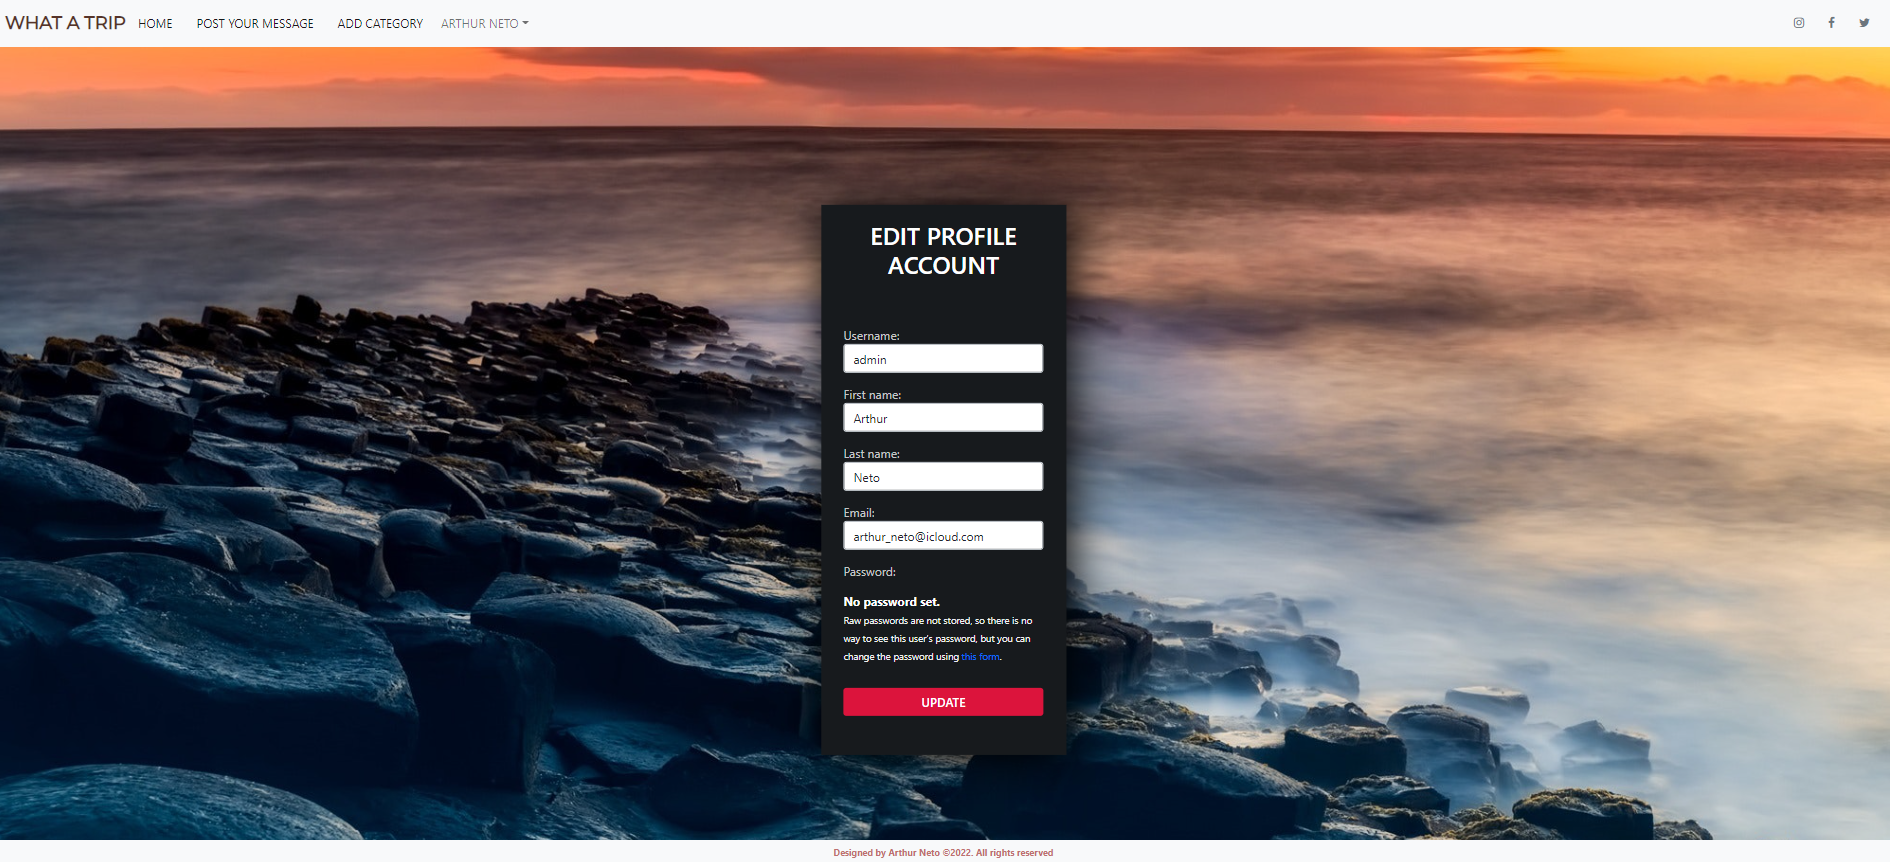 WHAT A TRIP HOME POST YOUR MESSAGE ADD CATEGORY ARTHUR NETO
EDIT PROFILE
ACCOUNT
Username:
admin
First name:
Arthur
Last name:
Neto
Email:
arthur_neto@icloud.com
Password:
No password set.
Raw passwords are not stored, so there is no
way to see this user's password, but you can
change the password using this form.
UPDATE
Designed by Arthur Neto ©2022. All rights reserved